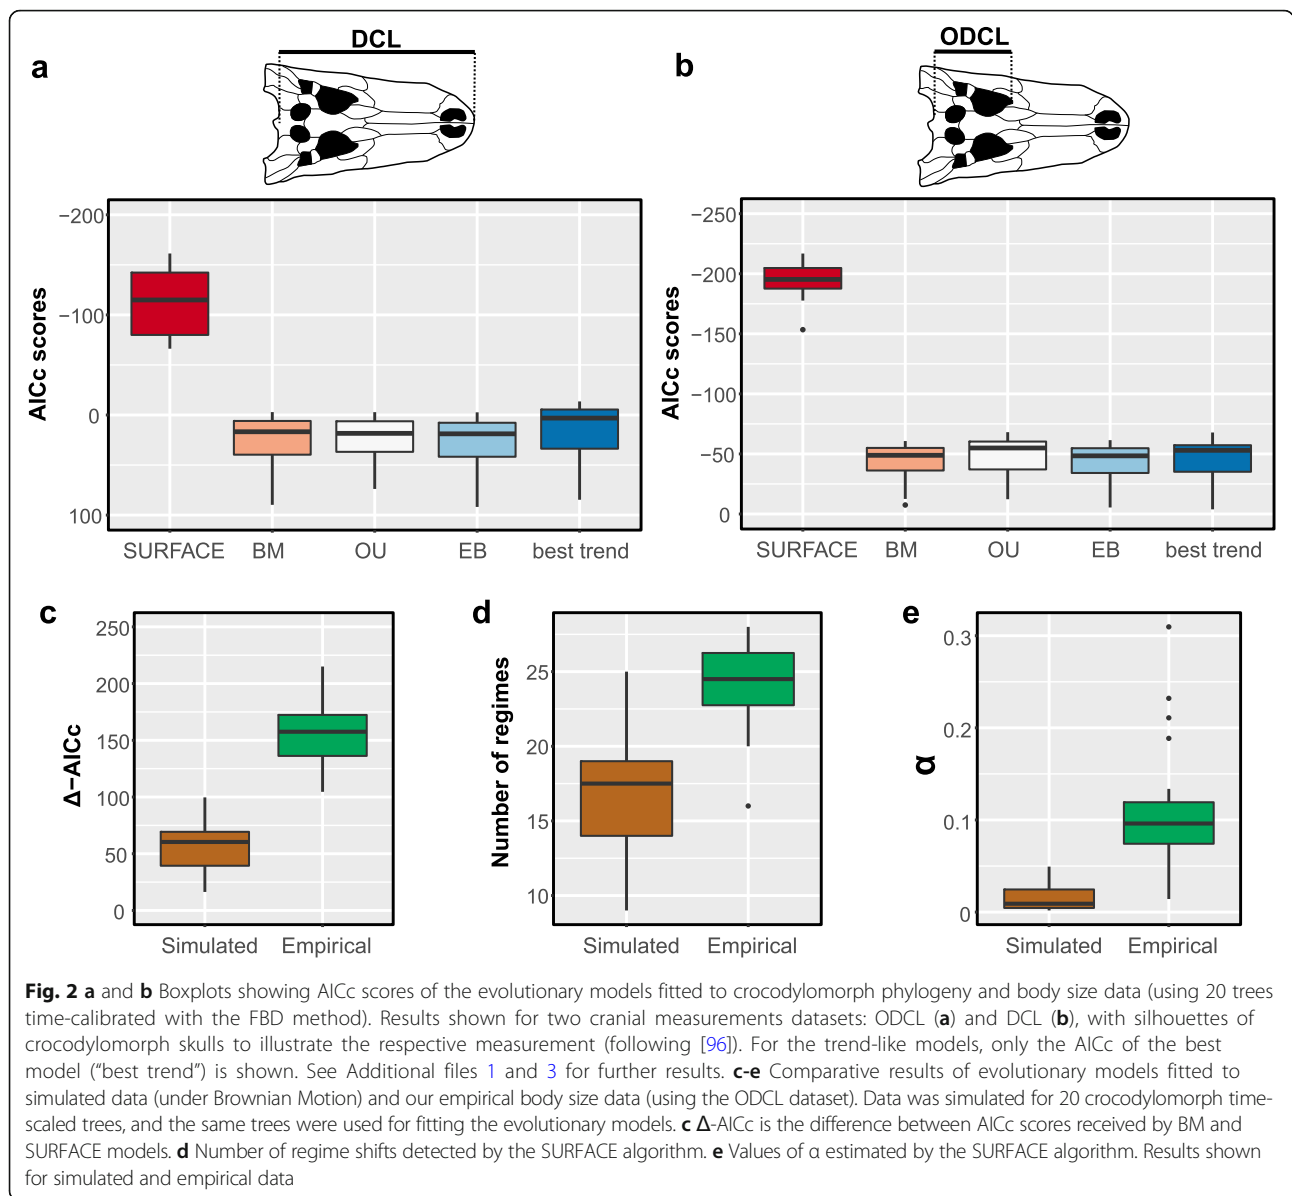 a
DCL
b
ODCL
AICc scores
−200
−100
0
100
SURFACE BM OU EB best trend
AICc scores
−250
−200
−150
−100
−50
0
SURFACE BM OU EB best trend
c
Δ−AICc
250
200
150
100
50
0
Simulated Empirical
d
Number of regimes
25
20
15
10
Simulated Empirical
e
α
0.3
0.2
0.1
0
Simulated Empirical
Fig. 2 a and b Boxplots showing AICc scores of the evolutionary models fitted to crocodylomorph phylogeny and body size data (using 20 trees
time-calibrated with the FBD method). Results shown for two cranial measurements datasets: ODCL (a) and DCL (b), with silhouettes of
crocodylomorph skulls to illustrate the respective measurement (following [96]). For the trend-like models, only the AICc of the best
model (“best trend”) is shown. See Additional files 1 and 3 for further results. c-e Comparative results of evolutionary models fitted to
simulated data (under Brownian Motion) and our empirical body size data (using the ODCL dataset). Data was simulated for 20 crocodylomorph time-
scaled trees, and the same trees were used for fitting the evolutionary models. c Δ-AICc is the difference between AICc scores received by BM and
SURFACE models. d Number of regime shifts detected by the SURFACE algorithm. e Values of α estimated by the SURFACE algorithm. Results shown
for simulated and empirical data